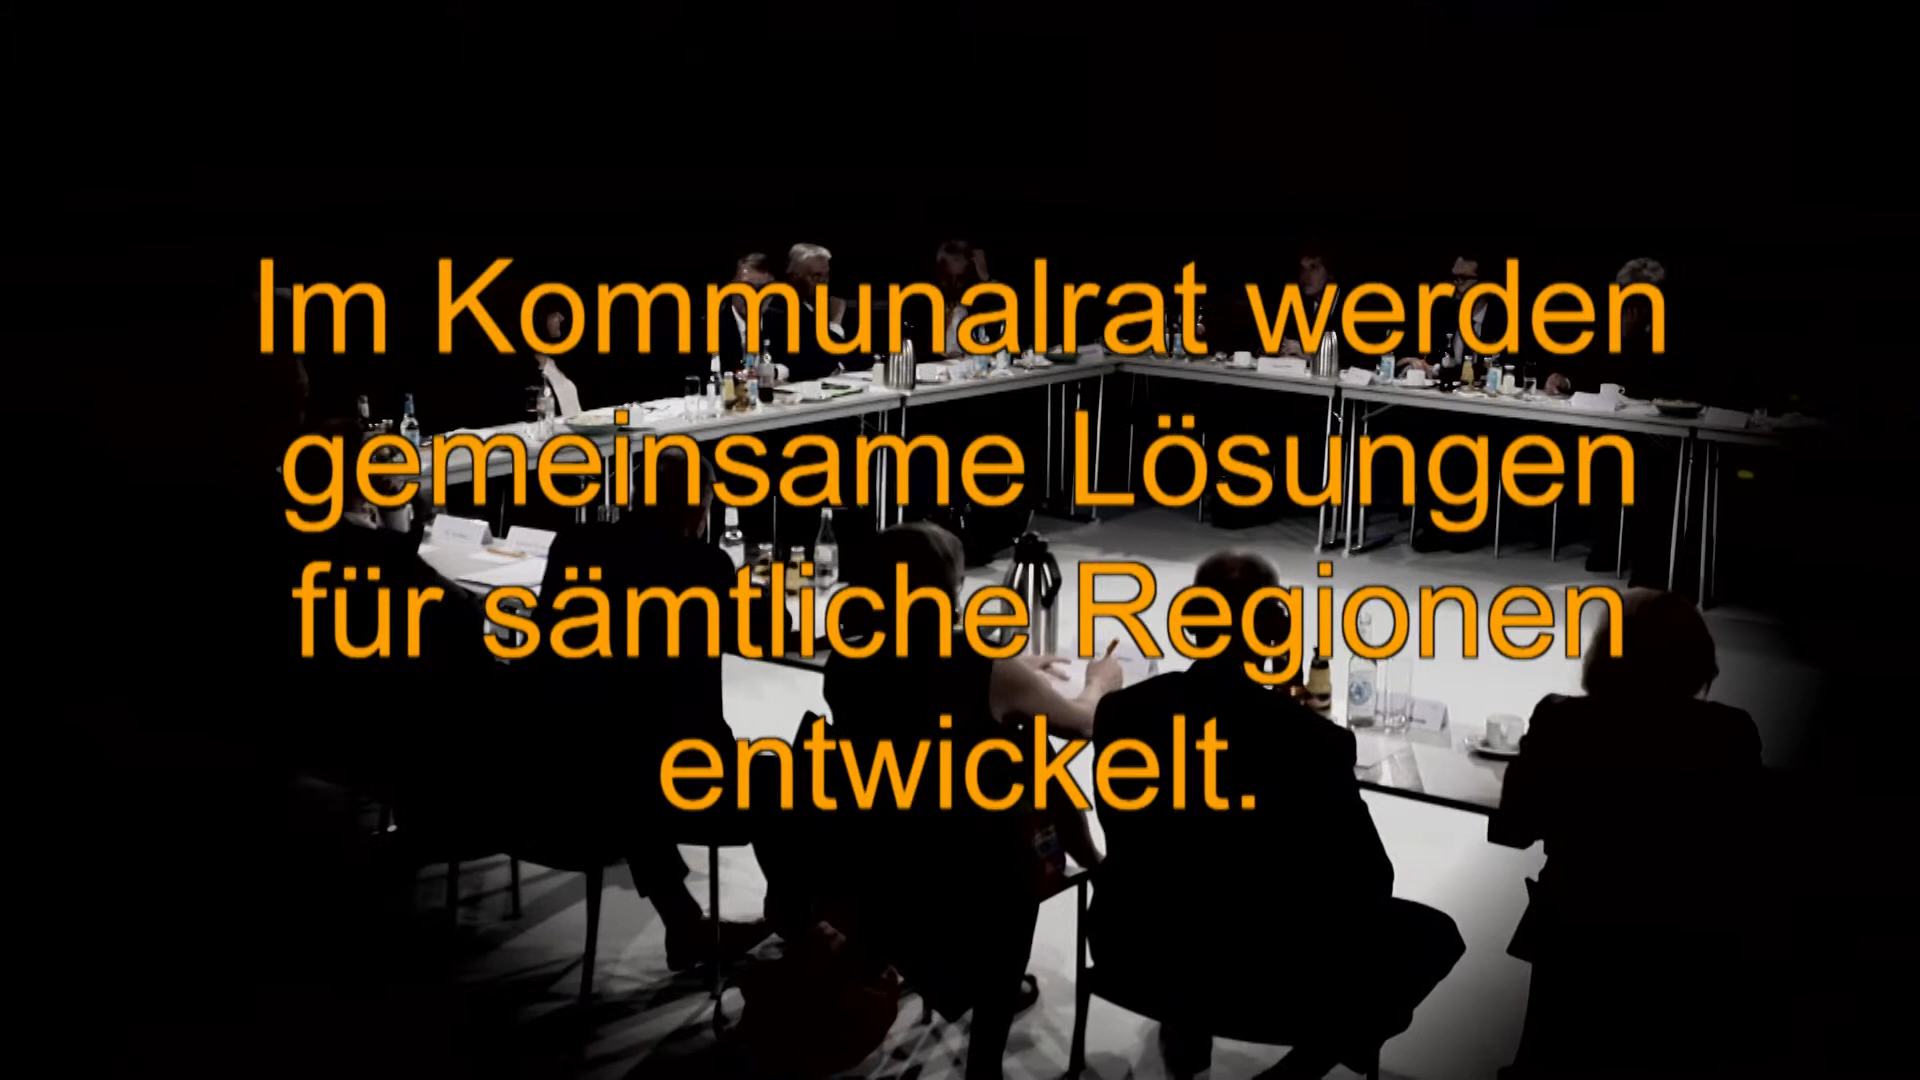 Im Kommunalrat werden
gemeinsame Lösungen
für sämtliche Regionen
entwickelt.